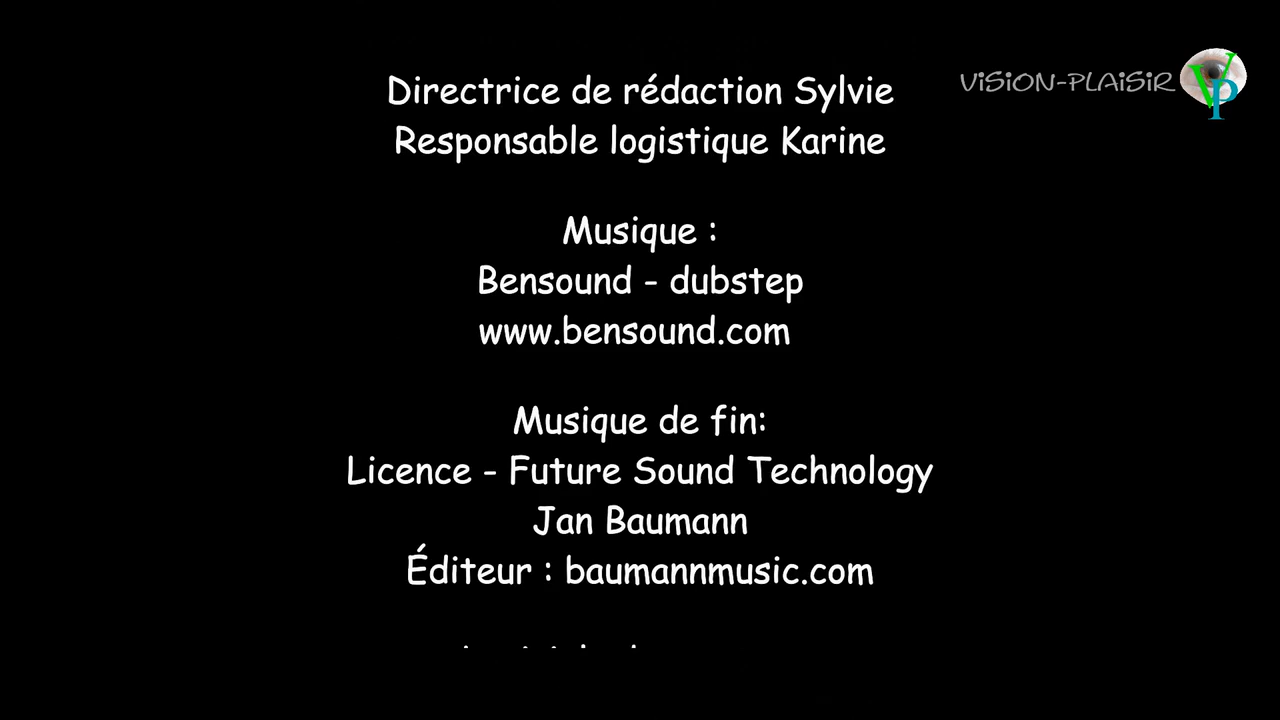 Directrice de rédaction Sylvie
Responsable logistique Karine
Musique :
Bensound - dubstep
www.bensound.com
Musique de fin:
Licence - Future Sound Technology
Jan Baumann
Éditeur : baumannmusic.com
ViSiON-PLAiSiR
VP